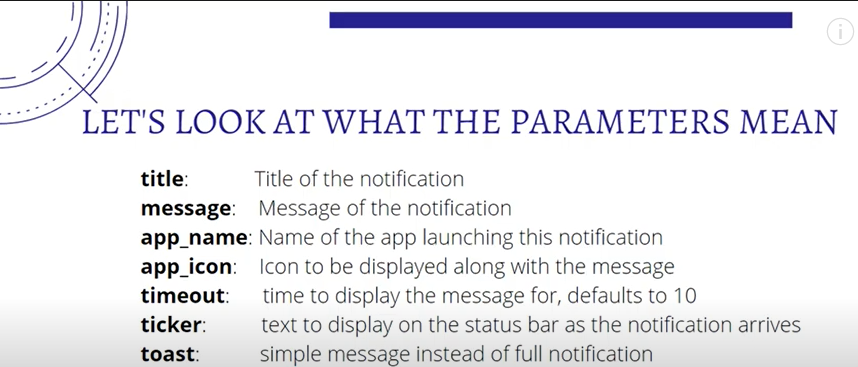 LET'S LOOK AT WHAT THE PARAMETERS MEAN
title: Title of the notification
message: Message of the notification
app_name: Name of the app launching this notification
app_icon: Icon to be displayed along with the message
timeout: time to display the message for, defaults to 10
ticker: text to display on the status bar as the notification arrives
toast: simple message instead of full notification